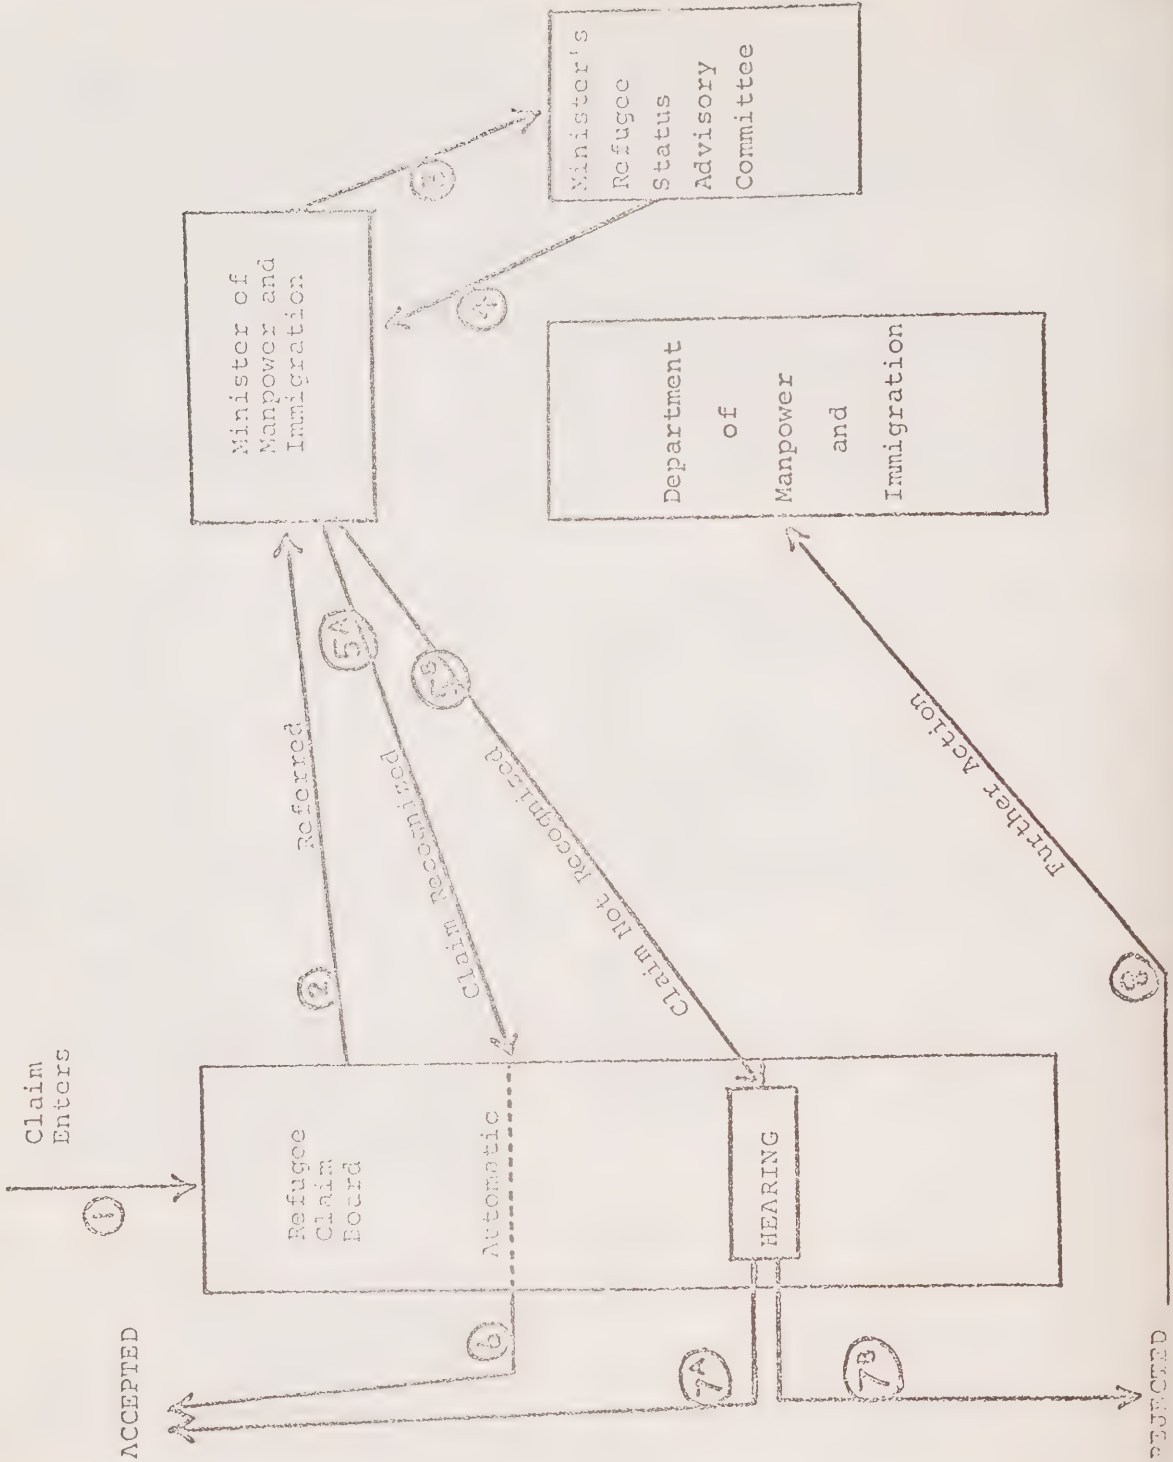 Claim
Enters
1
Refugee
Claim
Board
2
Referred
Minister of
Manpower and
Immigration
3
Minister's
Refugee
Status
Advisory
Committee
4
5A
Claim Recognized
5B
Claim Not Recognized
Automatic
6
ACCEPTED
HEARING
7A
7B
REJECTED
8
Further Action
Department
of
Manpower
and
Immigration